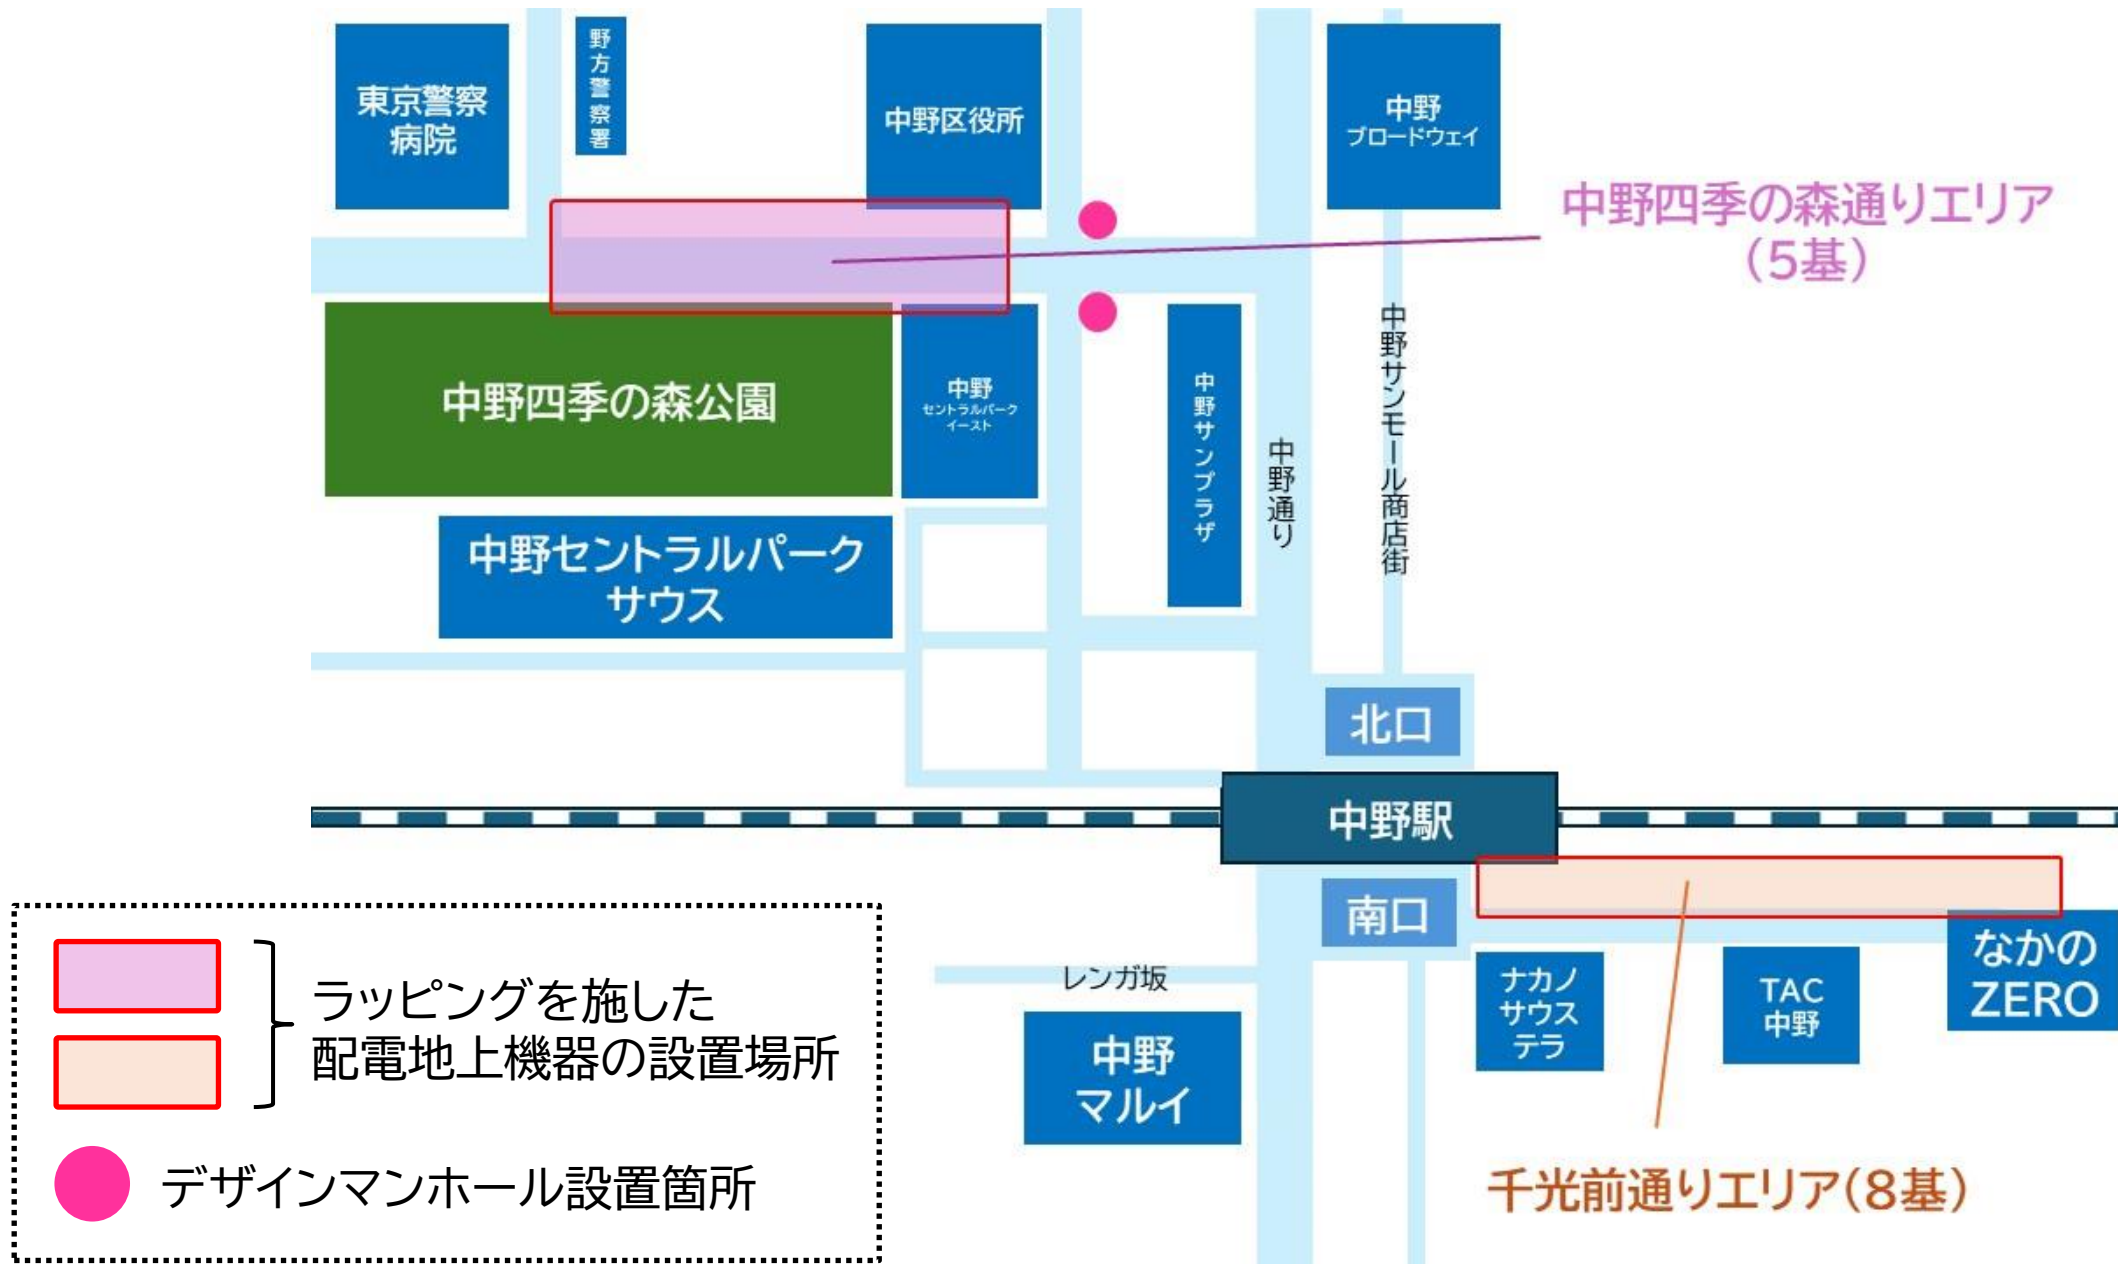 東京警察
病院
野方警察署
中野区役所
中野
ブロードウェイ
中野四季の森通りエリア
(5基)
中野四季の森公園
中野
セントラルパーク
イースト
中野サンプラザ
中野通り
中野サンモール商店街
中野セントラルパーク
サウス
北口
中野駅
南口
レンガ坂
中野
マルイ
ナカノ
サウス
テラ
TAC
中野
なかの
ZERO
千光前通りエリア(8基)
ラッピングを施した
配電地上機器の設置場所
デザインマンホール設置箇所